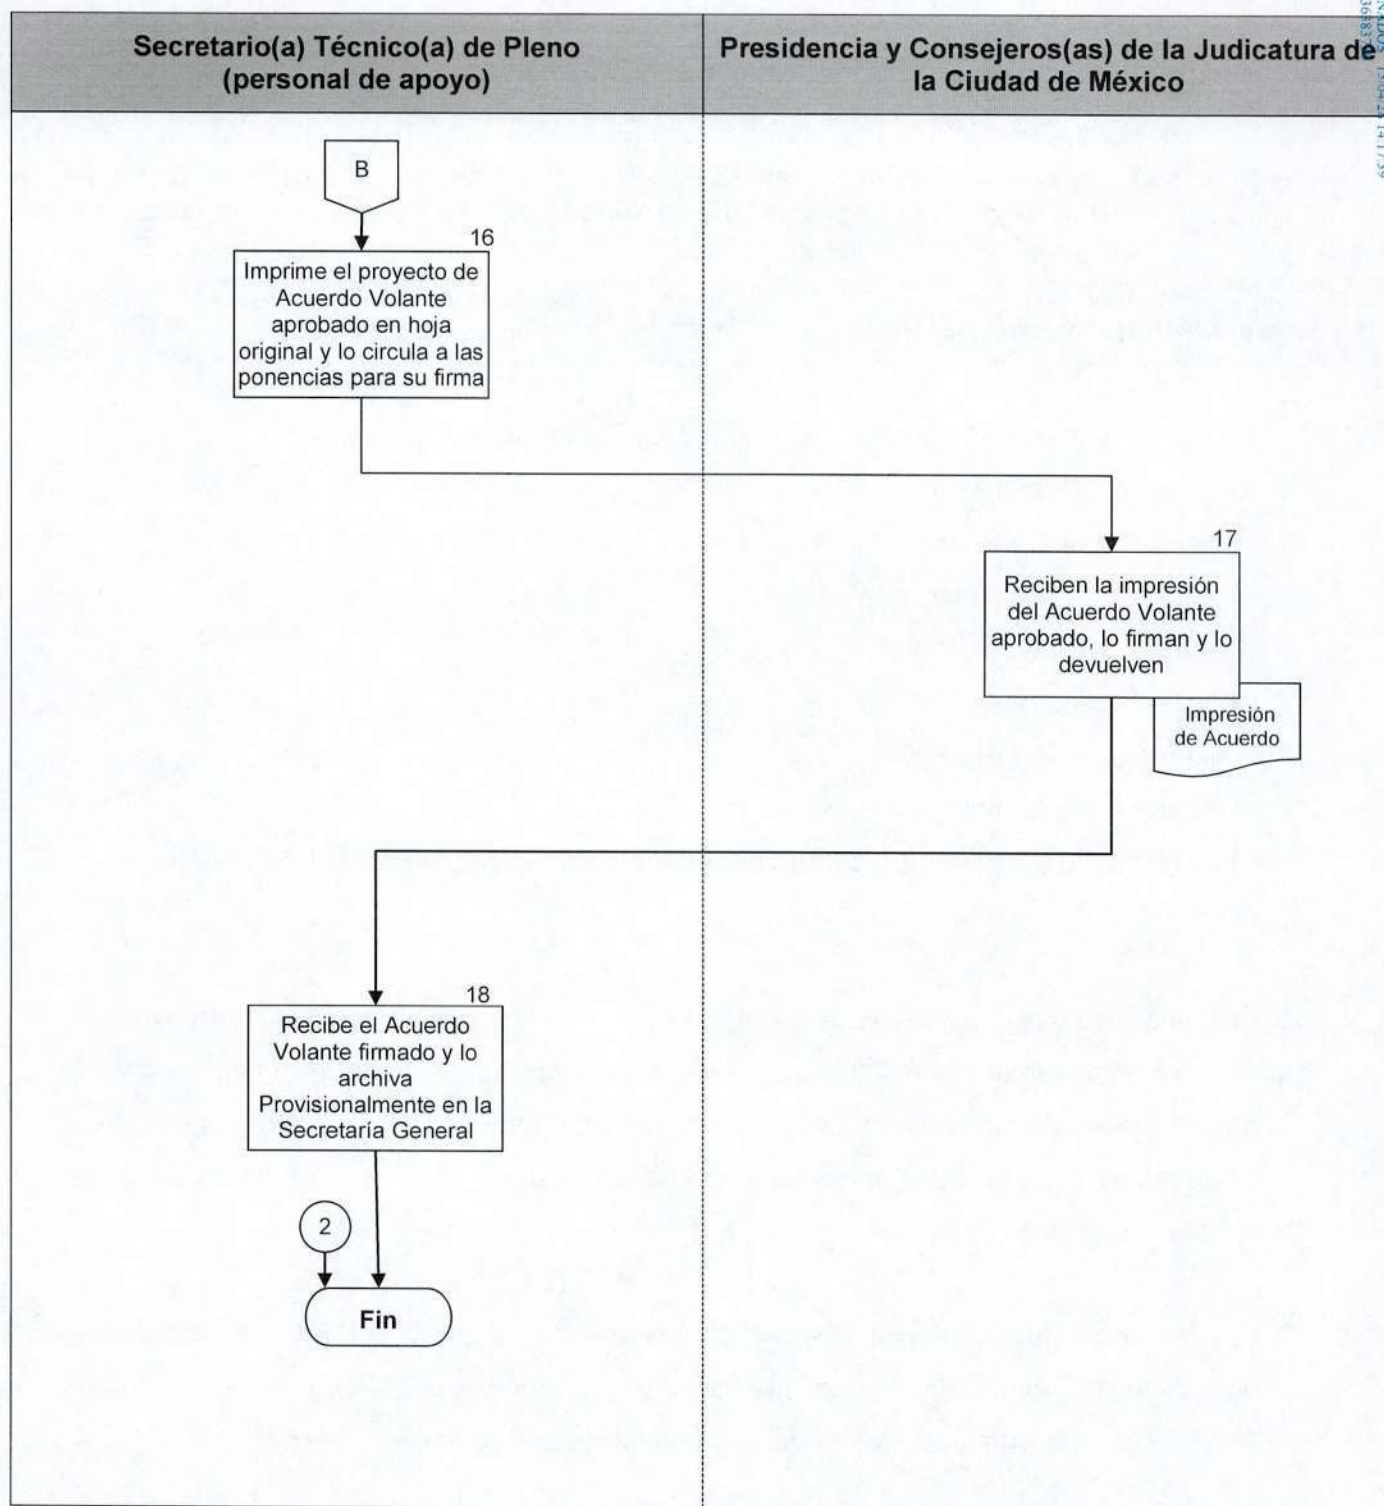 Secretario(a) Técnico(a) de Pleno
(personal de apoyo)
Presidencia y Consejeros(as) de la Judicatura de
la Ciudad de México
B
16
Imprime el proyecto de
Acuerdo Volante
aprobado en hoja
original y lo circula a las
ponencias para su firma
17
Reciben la impresión
del Acuerdo Volante
aprobado, lo firman y lo
devuelven
Impresión
de Acuerdo
18
Recibe el Acuerdo
Volante firmado y lo
archiva
Provisionalmente en la
Secretaría General
2
Fin